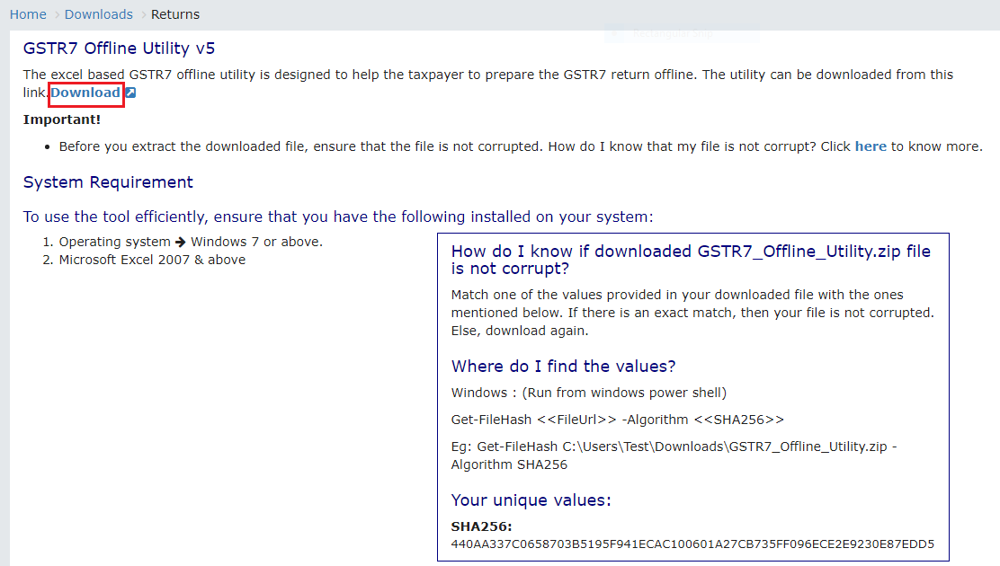 Home > Downloads > Returns
GSTR7 Offline Utility v5
The excel based GSTR7 offline utility is designed to help the taxpayer to prepare the GSTR7 return offline. The utility can be downloaded from this
link.Download
Important!
• Before you extract the downloaded file, ensure that the file is not corrupted. How do I know that my file is not corrupt? Click here to know more.
System Requirement
To use the tool efficiently, ensure that you have the following installed on your system:
1. Operating system → Windows 7 or above.
2. Microsoft Excel 2007 & above
How do I know if downloaded GSTR7_Offline_Utility.zip file
is not corrupt?
Match one of the values provided in your downloaded file with the ones
mentioned below. If there is an exact match, then your file is not corrupted.
Else, download again.
Where do I find the values?
Windows : (Run from windows power shell)
Get-FileHash <<FileUrl>> -Algorithm <<SHA256>>
Eg: Get-FileHash C:\Users\Test\Downloads\GSTR7_Offline_Utility.zip -
Algorithm SHA256
Your unique values:
SHA256:
440AA337C0658703B5195F941ECAC100601A27CB735FF096ECE2E9230E87EDD5